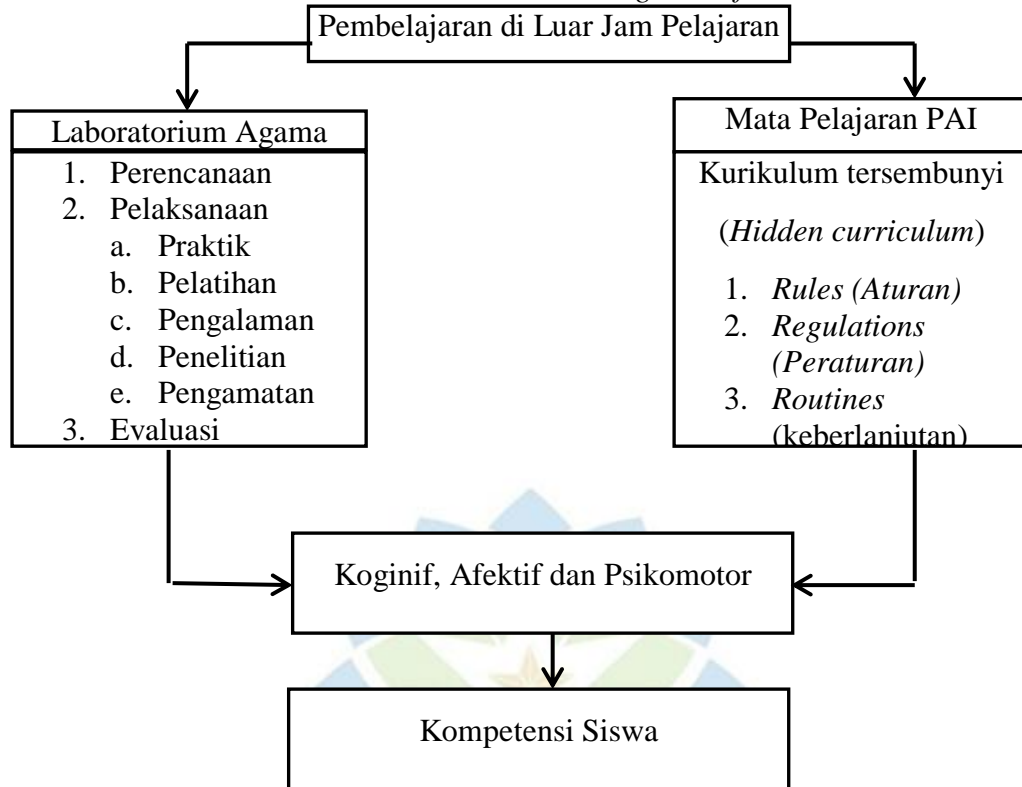 Pembelajaran di Luar Jam Pelajaran
Laboratorium Agama
1. Perencanaan
2. Pelaksanaan
a. Praktik
b. Pelatihan
c. Pengalaman
d. Penelitian
e. Pengamatan
3. Evaluasi
Mata Pelajaran PAI
Kurikulum tersembunyi
(Hidden curriculum)
1. Rules (Aturan)
2. Regulations
(Peraturan)
3. Routines
(keberlanjutan)
Koginif, Afektif dan Psikomotor
Kompetensi Siswa